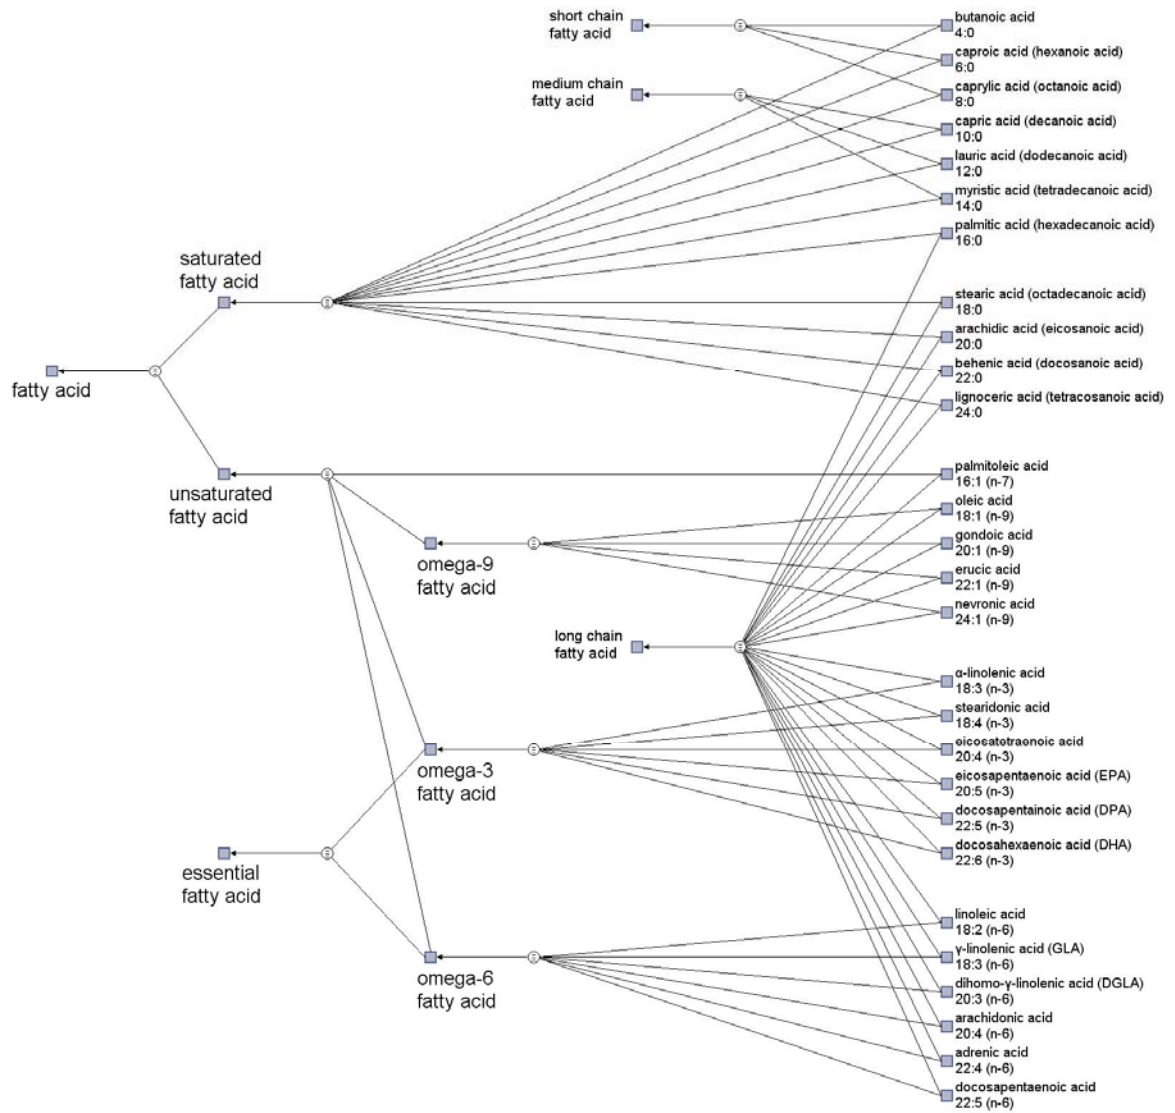 short chain
fatty acid
butanoic acid
4:0
caproic acid (hexanoic acid)
6:0
medium chain
fatty acid
caprylic acid (octanoic acid)
8:0
capric acid (decanoic acid)
10:0
lauric acid (dodecanoic acid)
12:0
myristic acid (tetradecanoic acid)
14:0
palmitic acid (hexadecanoic acid)
16:0
saturated
fatty acid
stearic acid (octadecanoic acid)
18:0
arachidic acid (eicosanoic acid)
20:0
behenic acid (docosanoic acid)
22:0
fatty acid
lignoceric acid (tetracosanoic acid)
24:0
palmitoleic acid
16:1 (n-7)
unsaturated
fatty acid
oleic acid
18:1 (n-9)
gondoic acid
20:1 (n-9)
omega-9
fatty acid
erucic acid
22:1 (n-9)
nevronic acid
24:1 (n-9)
long chain
fatty acid
α-linolenic acid
18:3 (n-3)
stearidonic acid
18:4 (n-3)
eicosatetraenoic acid
20:4 (n-3)
omega-3
fatty acid
eicosapentaenoic acid (EPA)
20:5 (n-3)
docosapentainoic acid (DPA)
22:5 (n-3)
docosahexaenoic acid (DHA)
22:6 (n-3)
essential
fatty acid
linoleic acid
18:2 (n-6)
γ-linolenic acid (GLA)
18:3 (n-6)
omega-6
fatty acid
dihomo-γ-linolenic acid (DGLA)
20:3 (n-6)
arachidonic acid
20:4 (n-6)
adrenic acid
22:4 (n-6)
docosapentaenoic acid
22:5 (n-6)